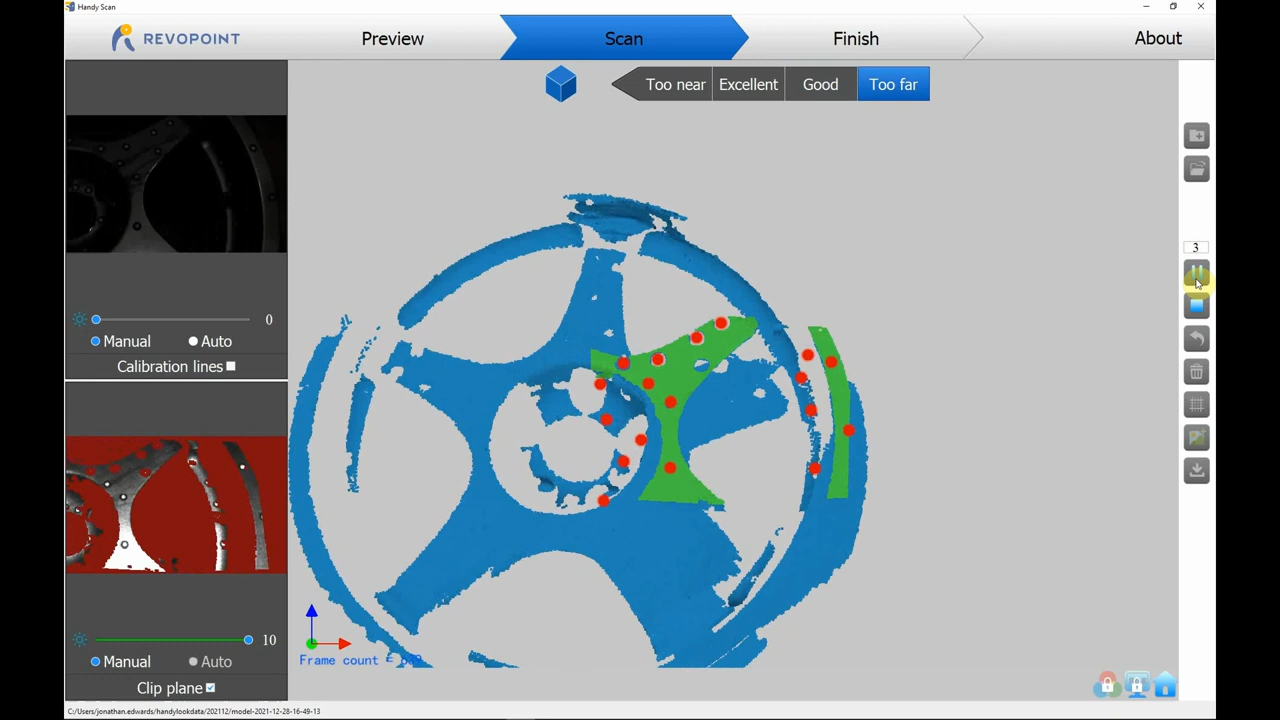 Handy Scan
REVOPOINT
Preview
Scan
Finish
About
Too near
Excellent
Good
Too far
0
Manual
Auto
Calibration lines
3
10
Manual
Auto
Clip plane
Frame count =
C:/Users/jonathan.edwards/handylookdata/202112/model-2021-12-28-16-49-13